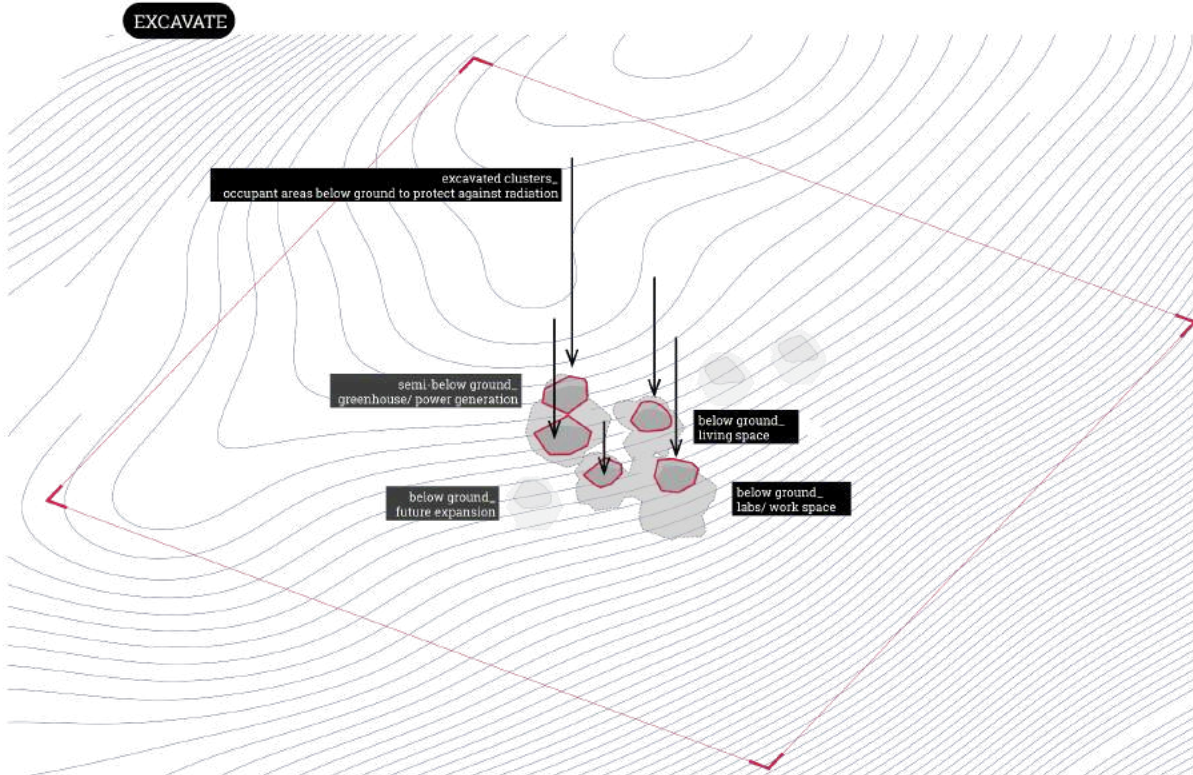 EXCAVATE
excavated clusters_
occupant areas below ground to protect against radiation
semi-below ground_
greenhouse/ power generation
below ground_
living space
below ground_
future expansion
below ground_
labs/ work space